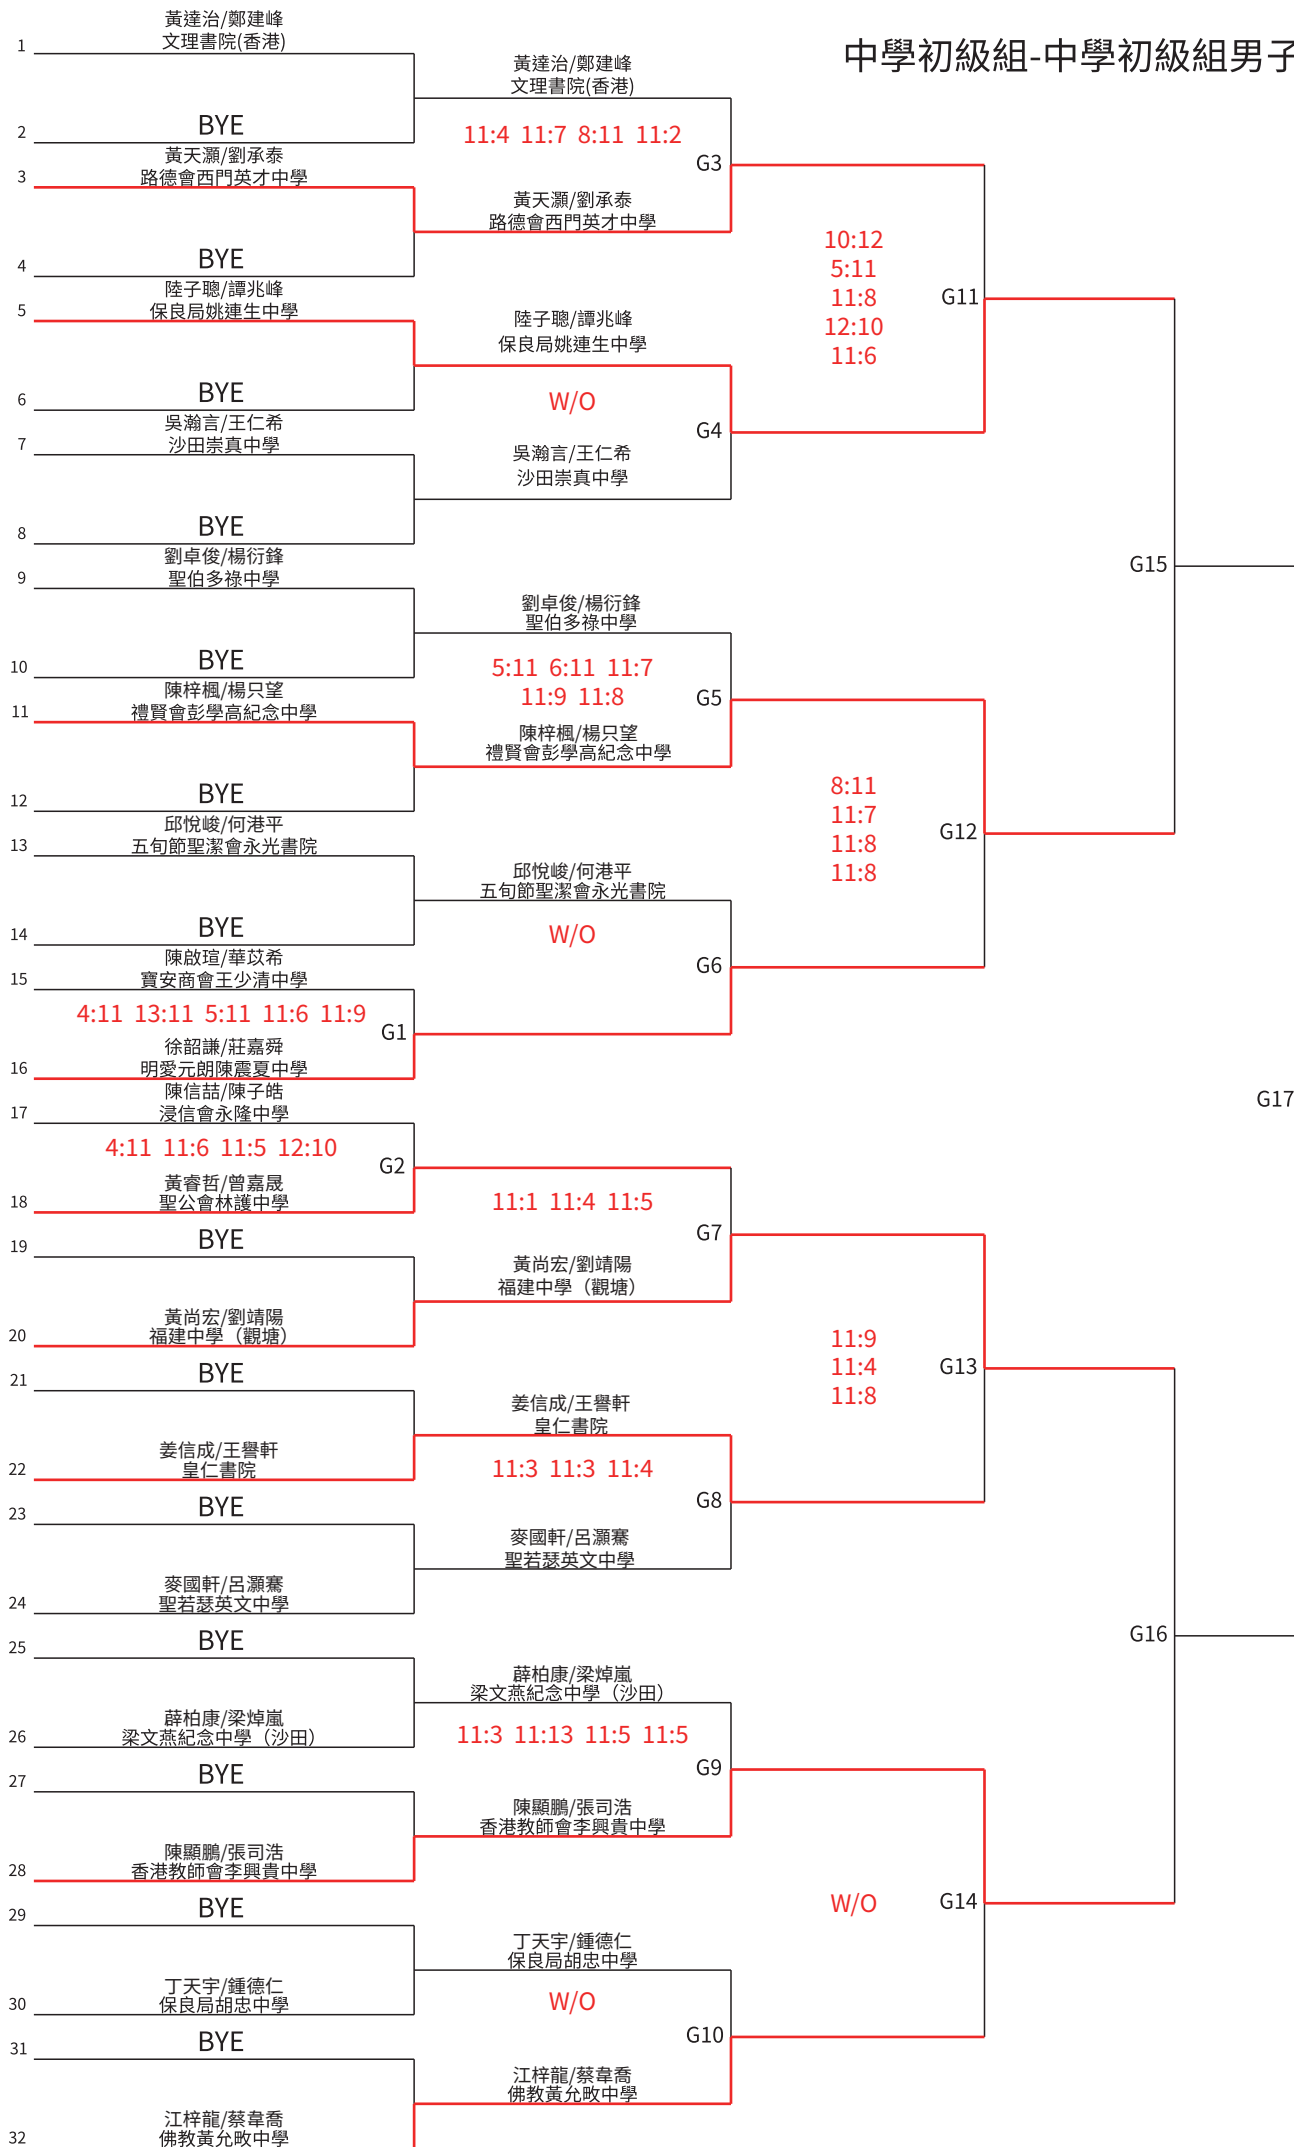 中學初級組-中學初級組男子
黃達治/鄭建峰
1 文理書院(香港)
2 BYE
黃天灝/劉承泰
3 路德會西門英才中學
4 BYE
陸子聰/譚兆峰
5 保良局姚連生中學
6 BYE
吳瀚言/王仁希
7 沙田崇真中學
8 BYE
劉卓俊/楊衍鋒
9 聖伯多祿中學
10 BYE
陳梓楓/楊只望
11 禮賢會彭學高紀念中學
12 BYE
邱悅峻/何港平
13 五旬節聖潔會永光書院
14 BYE
陳啟瑄/華苡希
15 寶安商會王少清中學
4:11 13:11 5:11 11:6 11:9
G1
徐韶謙/莊嘉舜
16 明愛元朗陳震夏中學
陳信喆/陳子皓
17 浸信會永隆中學
4:11 11:6 11:5 12:10
G2
黃睿哲/曾嘉晟
18 聖公會林護中學
19 BYE
黃尚宏/劉靖陽
20 福建中學（觀塘）
21 BYE
姜信成/王譽軒
22 皇仁書院
23 BYE
麥國軒/呂灝騫
24 聖若瑟英文中學
25 BYE
薜柏康/梁焯嵐
26 梁文燕紀念中學（沙田）
27 BYE
陳顯鵬/張司浩
28 香港教師會李興貴中學
29 BYE
丁天宇/鍾德仁
30 保良局胡忠中學
31 BYE
江梓龍/蔡韋喬
32 佛教黃允畋中學
黃達治/鄭建峰
文理書院(香港)
11:4 11:7 8:11 11:2
G3
黃天灝/劉承泰
路德會西門英才中學
陸子聰/譚兆峰
保良局姚連生中學
W/O
G4
吳瀚言/王仁希
沙田崇真中學
劉卓俊/楊衍鋒
聖伯多祿中學
5:11 6:11 11:7
11:9 11:8
G5
陳梓楓/楊只望
禮賢會彭學高紀念中學
邱悅峻/何港平
五旬節聖潔會永光書院
W/O
G6
11:1 11:4 11:5
G7
黃尚宏/劉靖陽
福建中學（觀塘）
姜信成/王譽軒
皇仁書院
11:3 11:3 11:4
G8
麥國軒/呂灝騫
聖若瑟英文中學
薜柏康/梁焯嵐
梁文燕紀念中學（沙田）
11:3 11:13 11:5 11:5
G9
陳顯鵬/張司浩
香港教師會李興貴中學
丁天宇/鍾德仁
保良局胡忠中學
W/O
G10
江梓龍/蔡韋喬
佛教黃允畋中學
10:12
5:11
11:8
12:10
11:6
G11
8:11
11:7
11:8
11:8
G12
11:9
11:4
11:8
G13
W/O
G14
G15
G16
G17